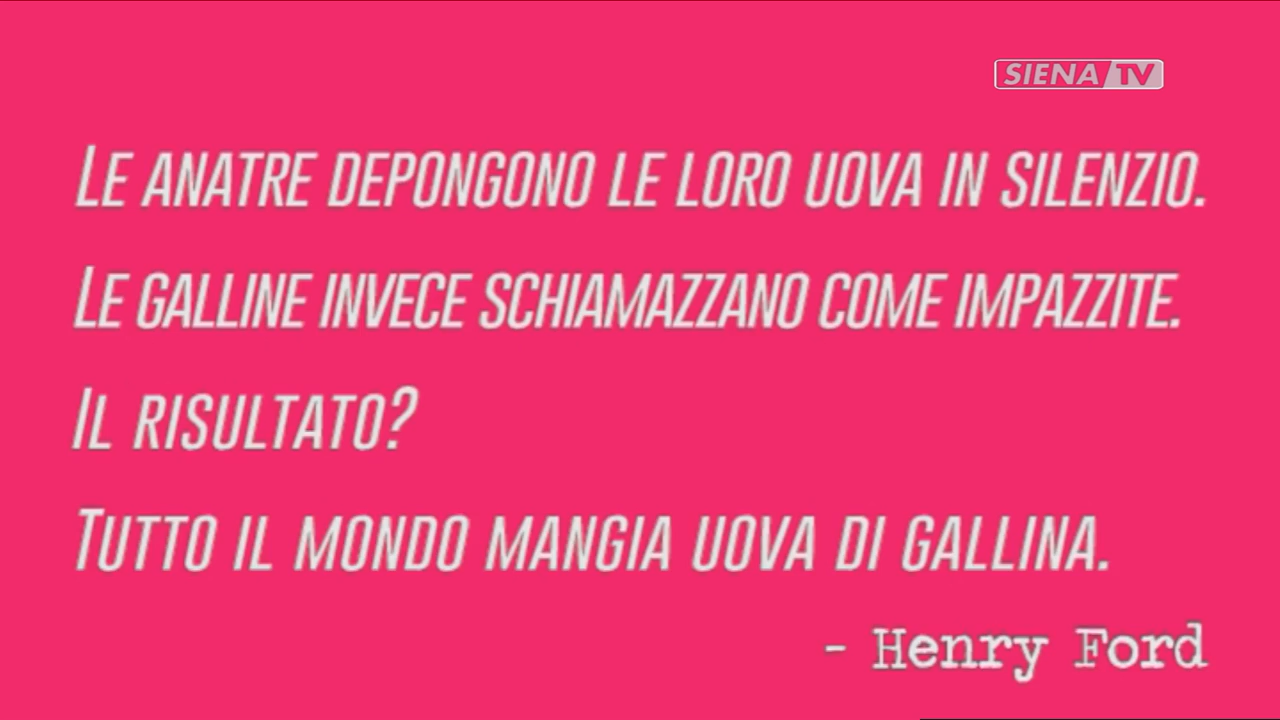 SIENA TV
LE ANATRE DEPONGONO LE LORO UOVA IN SILENZIO.
LE GALLINE INVECE SCHIAMAZZANO COME IMPAZZITE.
IL RISULTATO?
TUTTO IL MONDO MANGIA UOVA DI GALLINA.
- Henry Ford